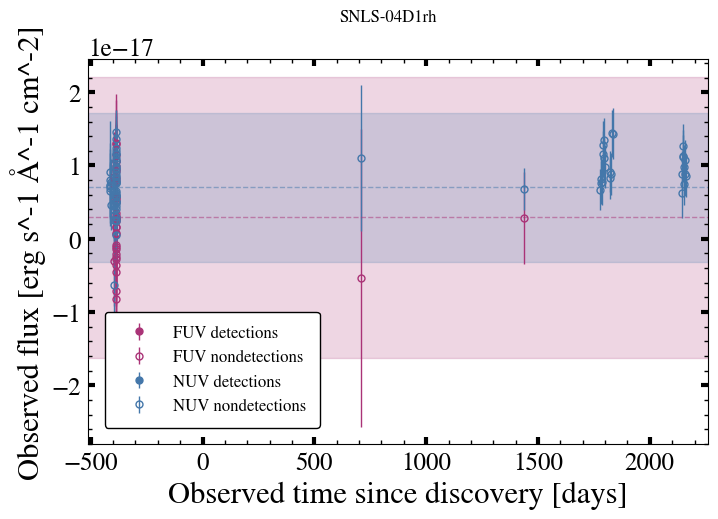 SNLS-04D1rh
1e−17
Observed flux [erg s^-1 Å^-1 cm^-2]
2
1
0
−1
−2
FUV detections
FUV nondetections
NUV detections
NUV nondetections
−500 0 500 1000 1500 2000
Observed time since discovery [days]